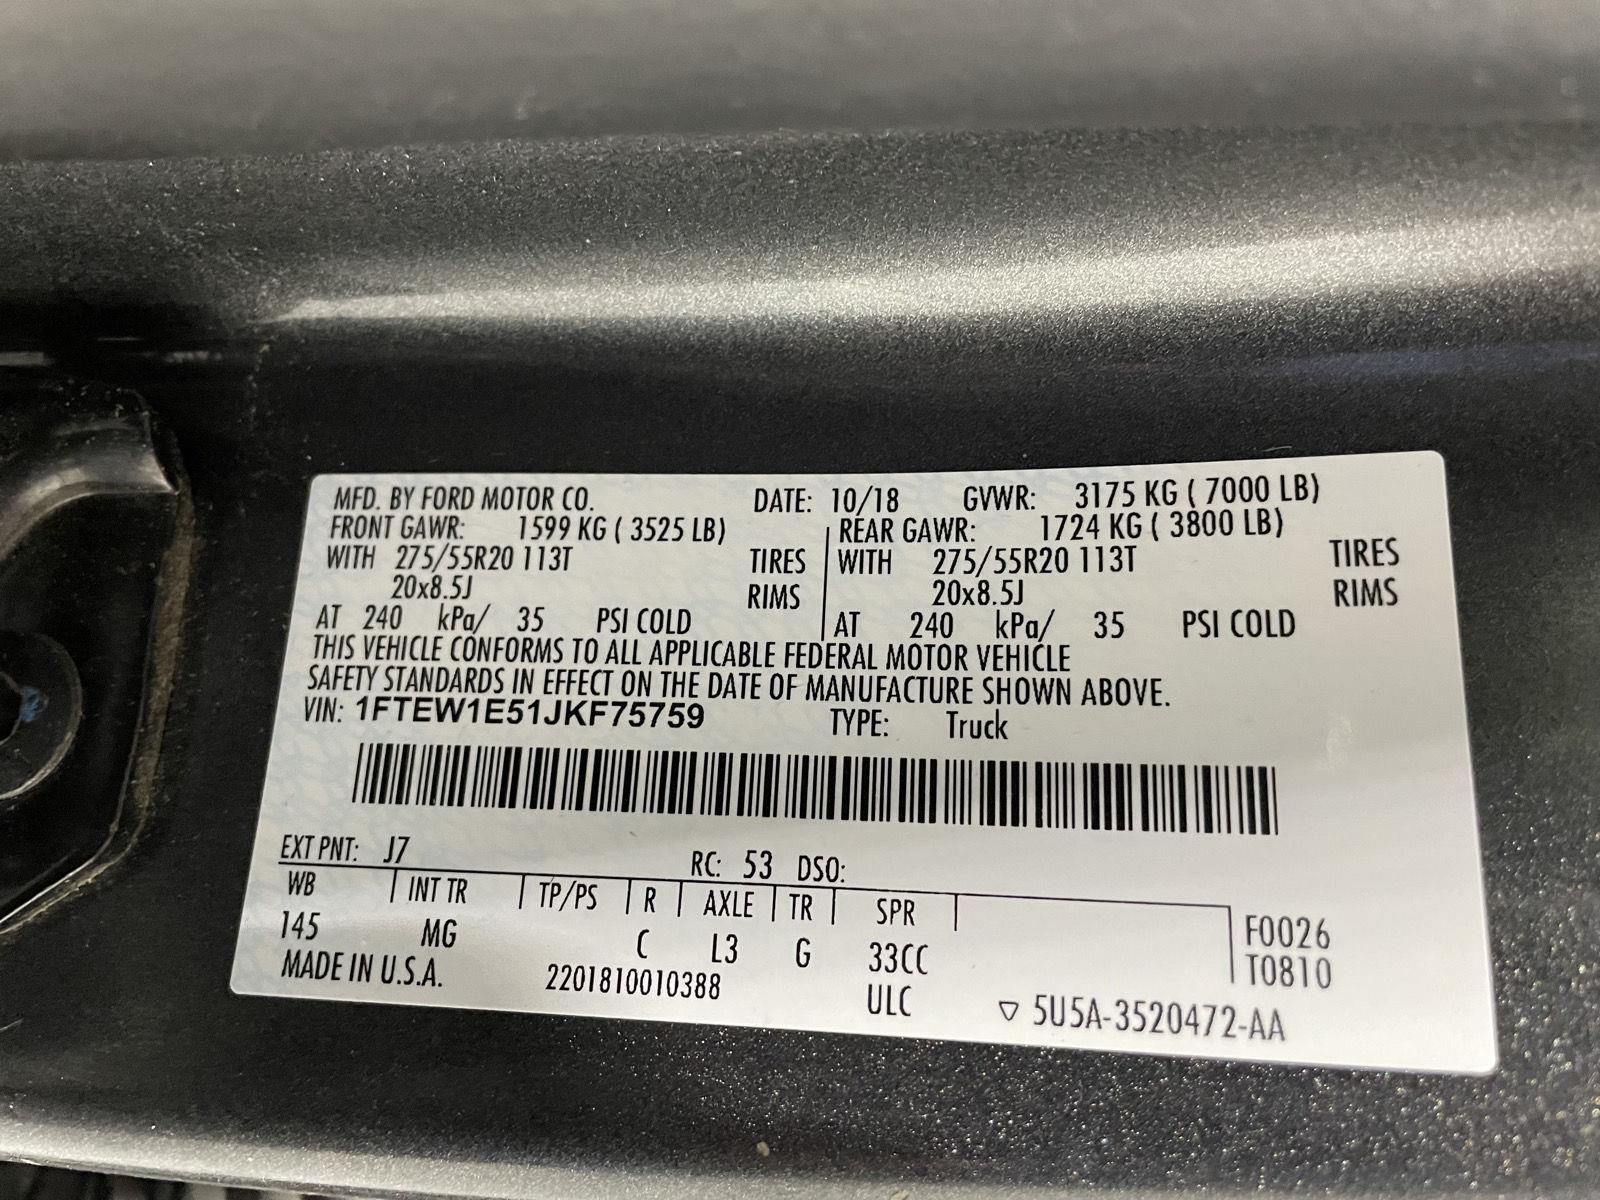 MFD. BY FORD MOTOR CO. DATE: 10/18 GVWR: 3175 KG ( 7000 LB)
FRONT GAWR: 1599 KG ( 3525 LB) REAR GAWR: 1724 KG ( 3800 LB)
WITH 275/55R20 113T TIRES WITH 275/55R20 113T TIRES
20x8.5J RIMS 20x8.5J RIMS
AT 240 kPa/ 35 PSI COLD AT 240 kPa/ 35 PSI COLD
THIS VEHICLE CONFORMS TO ALL APPLICABLE FEDERAL MOTOR VEHICLE
SAFETY STANDARDS IN EFFECT ON THE DATE OF MANUFACTURE SHOWN ABOVE.
VIN: 1FTEW1E51JKF75759 TYPE: Truck
EXT PNT: J7 RC: 53 DSO:
WB INT TR TP/PS R AXLE TR SPR F0026
145 MG C L3 G 33CC T0810
MADE IN U.S.A. 2201810010388 ULC ▽ 5U5A-3520472-AA